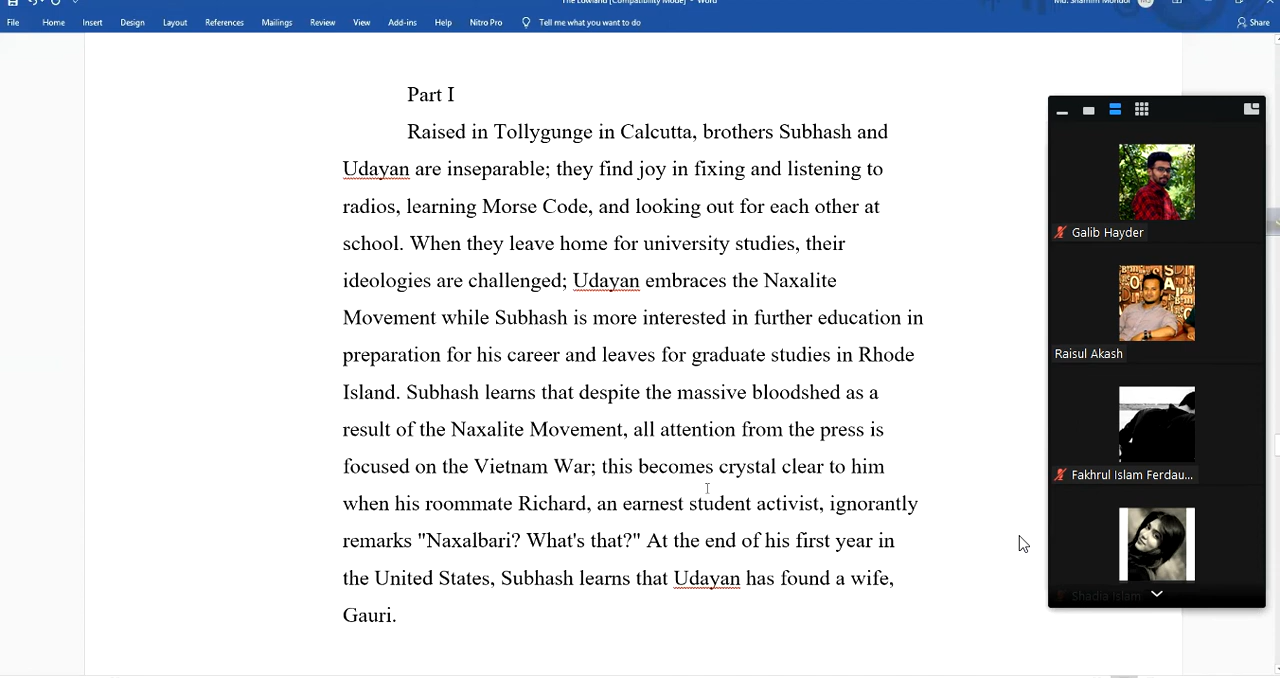 The Lowland [Compatibility Mode] - Word
File Home Insert Design Layout References Mailings Review View Add-ins Help Nitro Pro Tell me what you want to do Share
Part I
Raised in Tollygunge in Calcutta, brothers Subhash and
Udayan are inseparable; they find joy in fixing and listening to
radios, learning Morse Code, and looking out for each other at
school. When they leave home for university studies, their
ideologies are challenged; Udayan embraces the Naxalite
Movement while Subhash is more interested in further education in
preparation for his career and leaves for graduate studies in Rhode
Island. Subhash learns that despite the massive bloodshed as a
result of the Naxalite Movement, all attention from the press is
focused on the Vietnam War; this becomes crystal clear to him
when his roommate Richard, an earnest student activist, ignorantly
remarks "Naxalbari? What's that?" At the end of his first year in
the United States, Subhash learns that Udayan has found a wife,
Gauri.
Galib Hayder
Raisul Akash
Fakhrul Islam Ferdau...
Shadia Islam